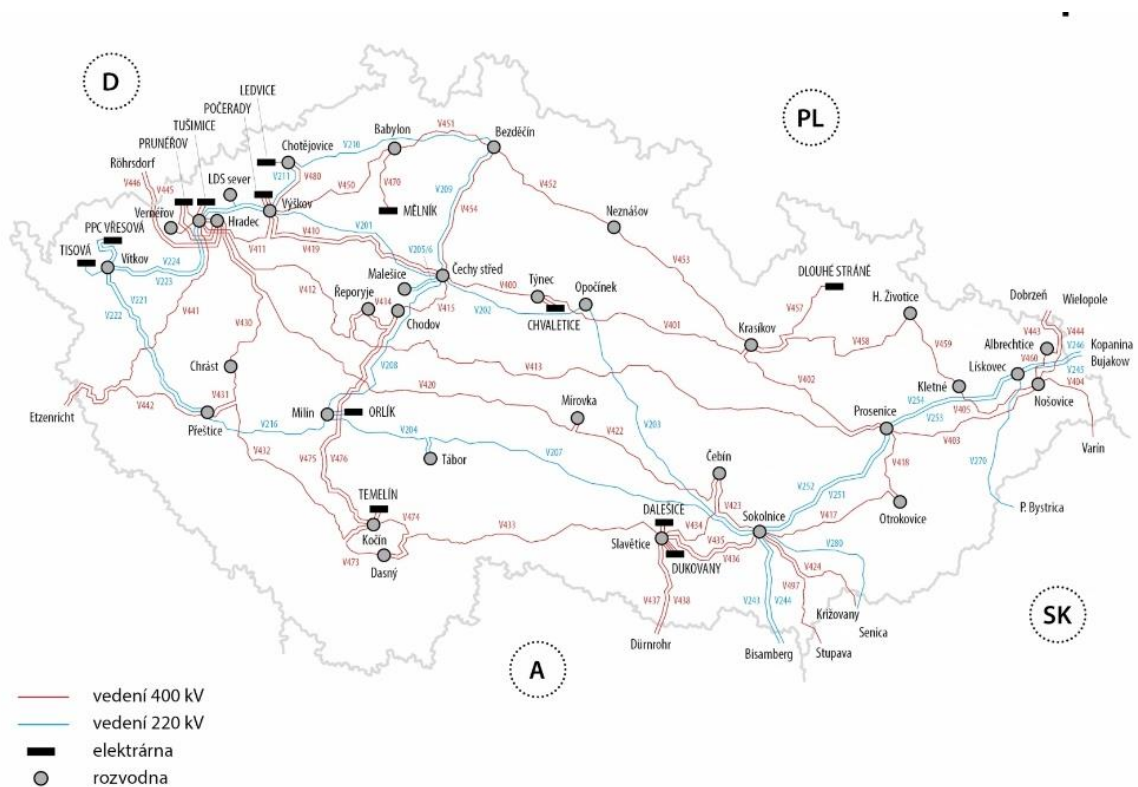 D
PL
LEDVICE
POČERADY
TUŠIMICE
PRUNÉŘOV
Röhrsdorf
Chotějovice
V210
Babylon
V451
Bezděčín
V446
V445
LDS sever
V211
V480
V450
V470
MĚLNÍK
V209
V454
V452
Neznášov
Vernéřov
Hradec
Výškov
V411
V410
V419
V201
V205/6
PPC VŘESOVÁ
TISOVÁ
Vítkov
V224
V223
Malešice
Čechy střed
V400
Týnec
Opočínek
V453
DLOUHÉ STRÁNĚ
V457
H. Životice
Dobrzeń
Wielopole
V221
V222
V441
V412
Řeporyje
V414
Chodov
V415
V202
CHVALETICE
V401
Krasíkov
V458
V459
V443
V444
Albrechtice
V246
Kopanina
V460
Bujakow
V245
V430
Chrást
V208
V413
V402
Kletné
Lískovec
V254
V405
V253
V494
Nošovice
Etzenricht
V442
V431
Přeštice
V216
Milín
ORLÍK
V420
Mírovka
V422
V203
Prosenice
V403
Varín
V204
Tábor
V207
V432
V475
V476
Čebín
V418
V270
V252
V251
TEMELÍN
V474
V433
DALEŠICE
V423
V434
Sokolnice
V417
Otrokovice
P. Bystrica
Kočín
V473
Dasný
Slavětice
V435
V436
DUKOVANY
V280
V424
V497
V437
V438
V243
V244
Križovany
Senica
Dürnrohr
Bisamberg
Stupava
SK
A
vedení 400 kV
vedení 220 kV
elektrárna
rozvodna